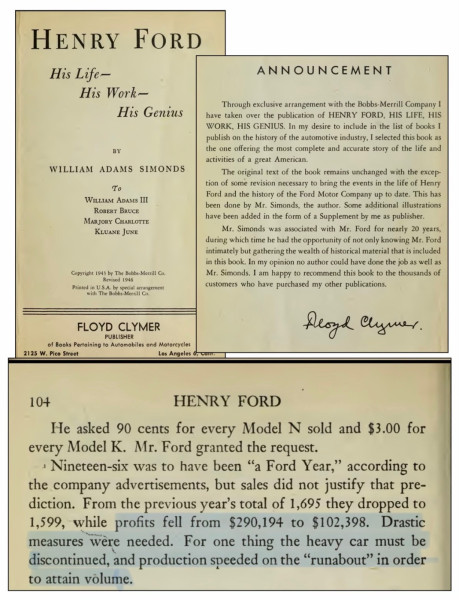 HENRY FORD
His Life—
His Work—
His Genius
BY
WILLIAM ADAMS SIMONDS
To
WILLIAM ADAMS III
ROBERT BRUCE
MARJORY CHARLOTTE
KLUANE JUNE
Copyright 1943 by The Bobbs-Merrill Co.
Revised 1946
Printed in U.S.A. by special arrangement
with The Bobbs-Merrill Co.
FLOYD CLYMER
PUBLISHER
of Books Pertaining to Automobiles and Motorcycles
2125 W. Pico Street Los Angeles 6, Calif.
ANNOUNCEMENT
Through exclusive arrangement with the Bobbs-Merrill Company I
have taken over the publication of HENRY FORD, HIS LIFE, HIS
WORK, HIS GENIUS. In my desire to include in the list of books I
publish on the history of the automotive industry, I selected this book as
the one offering the most complete and accurate story of the life and
activities of a great American.
The original text of the book remains unchanged with the excep-
tion of some revision necessary to bring the events in the life of Henry
Ford and the history of the Ford Motor Company up to date. This has
been done by Mr. Simonds, the author. Some additional illustrations
have been added in the form of a Supplement by me as publisher.
Mr. Simonds was associated with Mr. Ford for nearly 20 years,
during which time he had the opportunity of not only knowing Mr. Ford
intimately but gathering the wealth of historical material that is included
in this book. In my opinion no author could have done the job as well as
Mr. Simonds. I am happy to recommend this book to the thousands of
customers who have purchased my other publications.
Floyd Clymer.
104 HENRY FORD
He asked 90 cents for every Model N sold and $3.00 for
every Model K. Mr. Ford granted the request.
Nineteen-six was to have been “a Ford Year,” according to
the company advertisements, but sales did not justify that pre-
diction. From the previous year's total of 1,695 they dropped to
1,599, while profits fell from $290,194 to $102,398. Drastic
measures were needed. For one thing the heavy car must be
discontinued, and production speeded on the “runabout” in order
to attain volume.